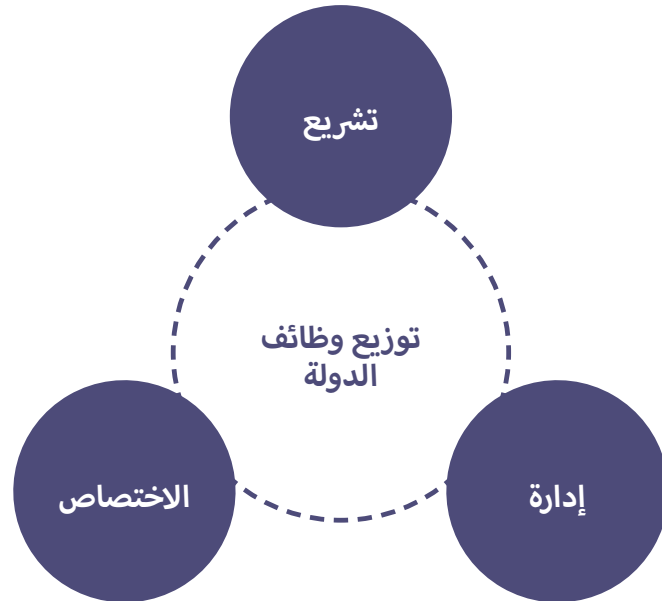 تشريع
توزيع وظائف
الدولة
إدارة
الاختصاص